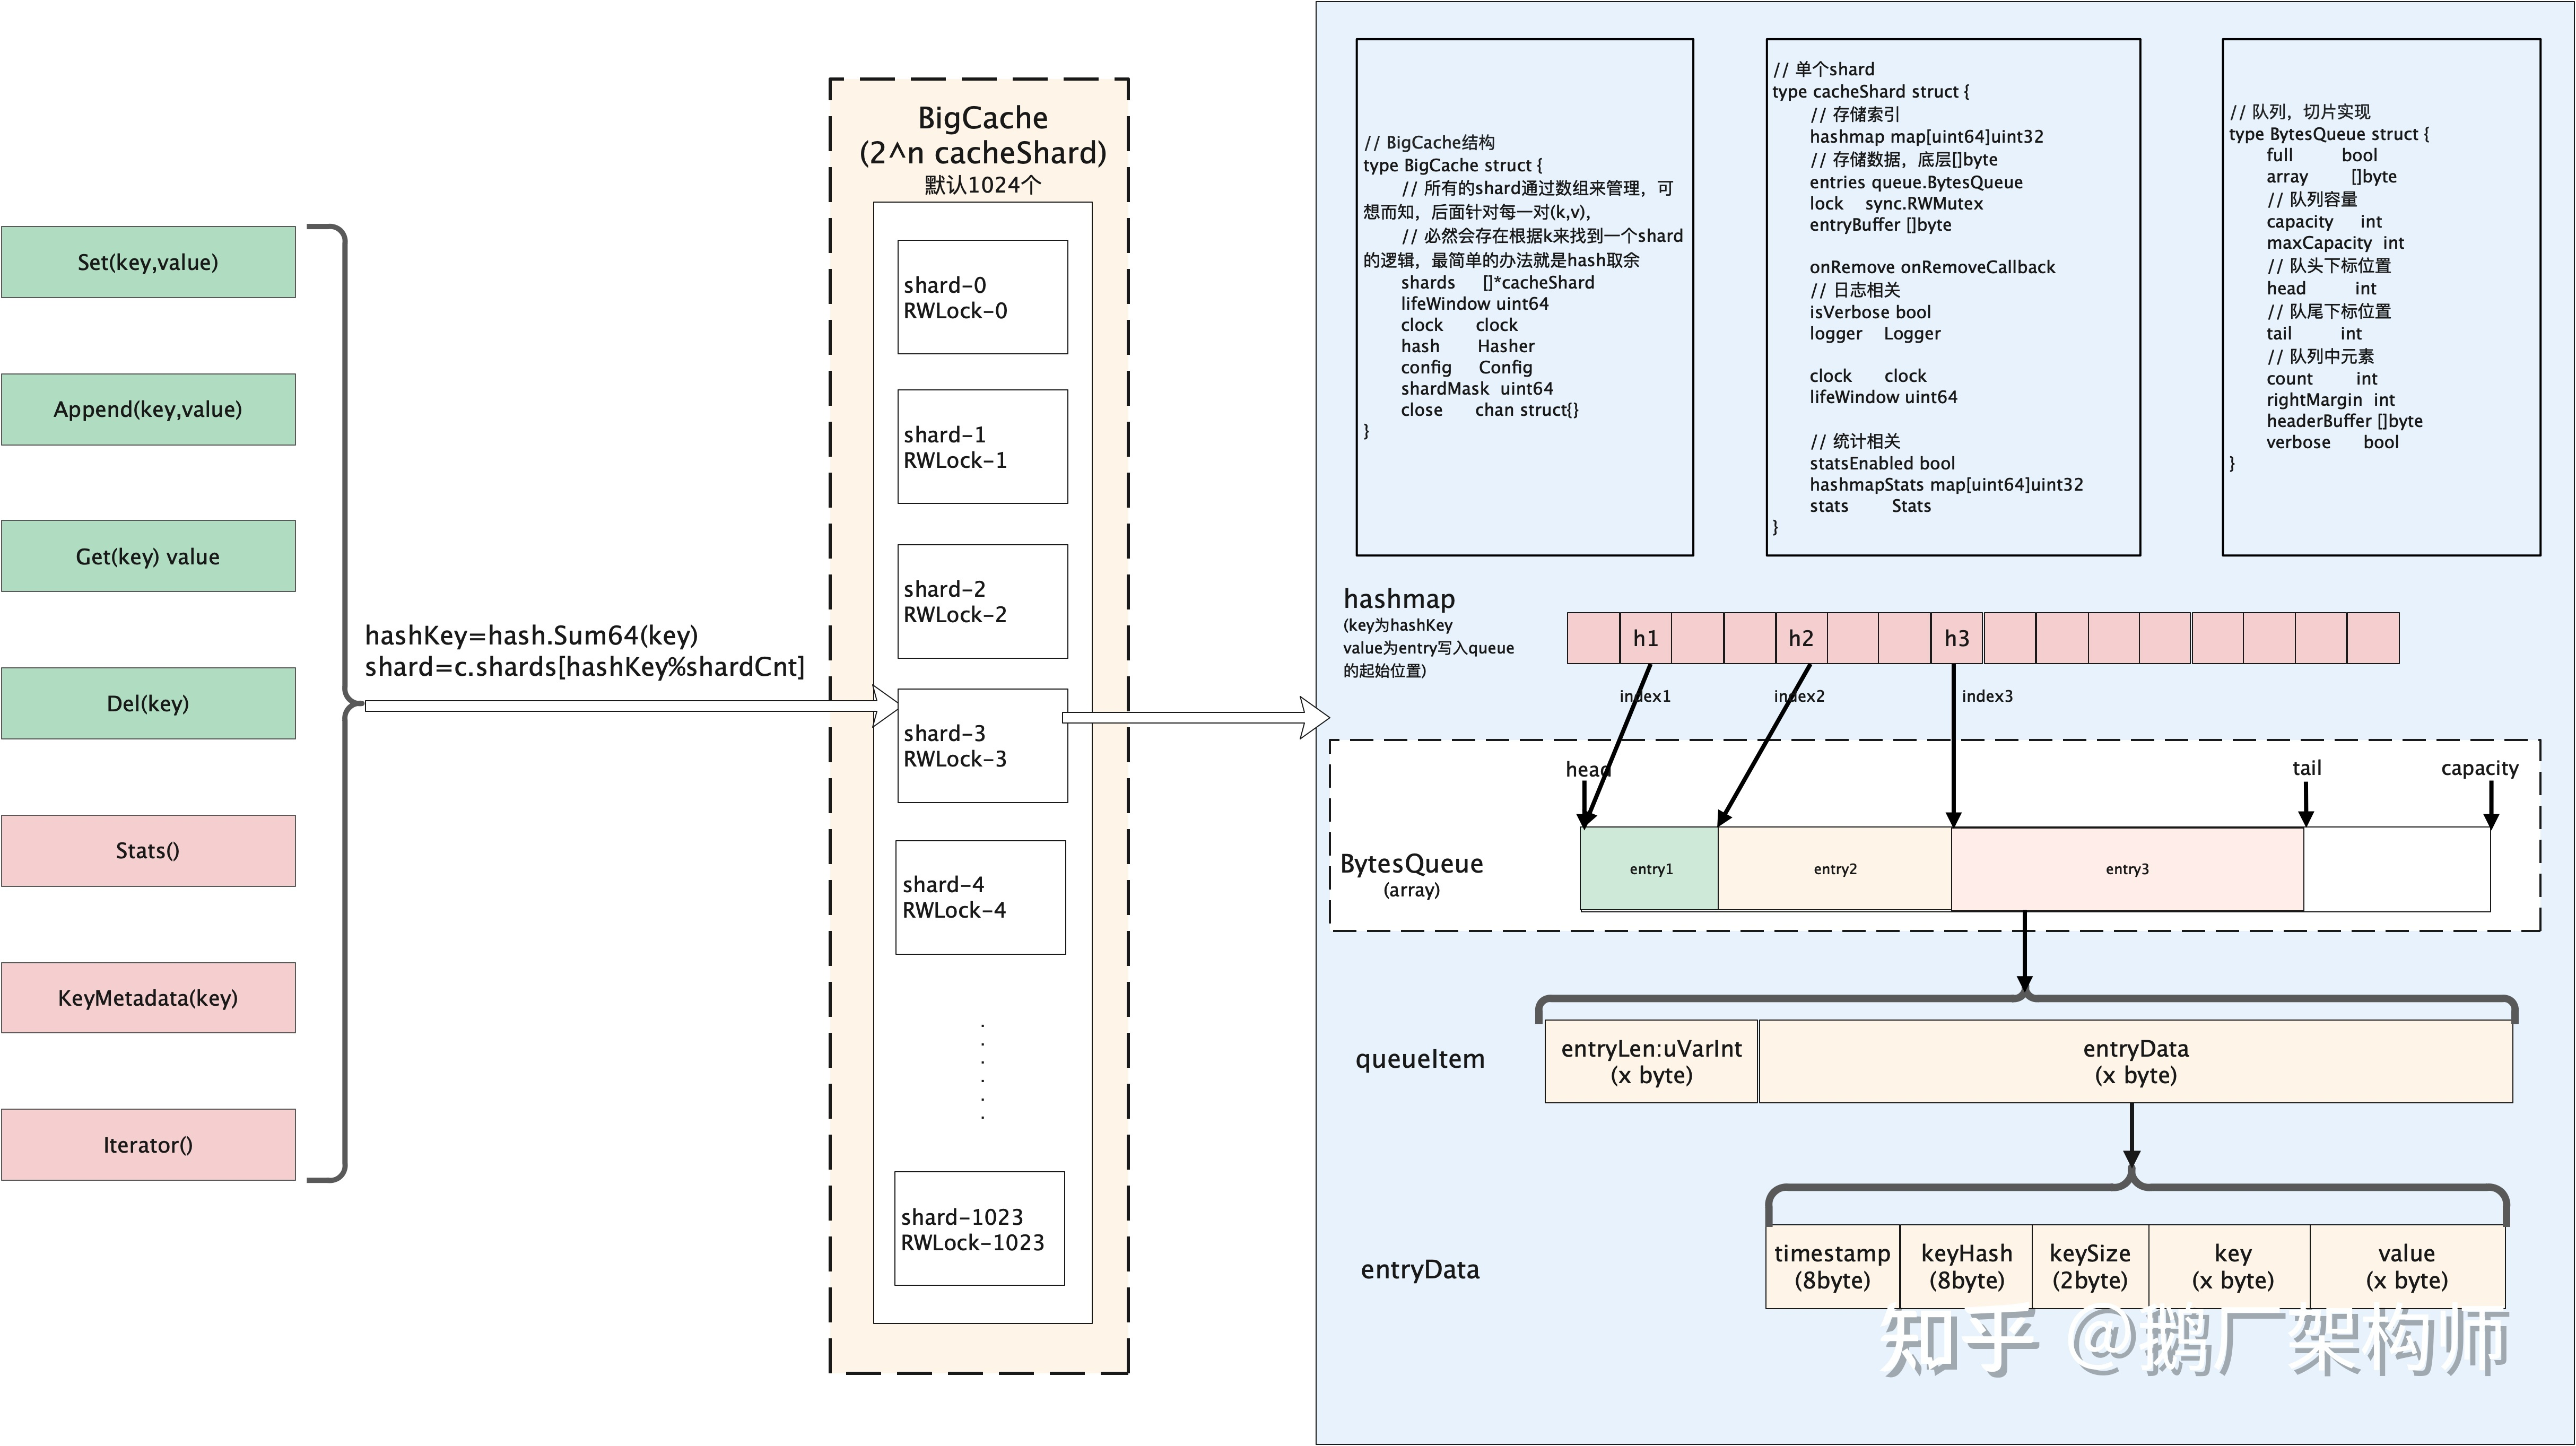 Set(key,value)
Append(key,value)
Get(key) value
Del(key)
Stats()
KeyMetadata(key)
Iterator()
hashKey=hash.Sum64(key)
shard=c.shards[hashKey%shardCnt]
BigCache
(2^n cacheShard)
默认1024个
shard-0
RWLock-0
shard-1
RWLock-1
shard-2
RWLock-2
shard-3
RWLock-3
shard-4
RWLock-4
shard-1023
RWLock-1023
// BigCache结构
type BigCache struct {
// 所有的shard通过数组来管理，可
想而知，后面针对每一对(k,v)，
// 必然会存在根据k来找到一个shard
的逻辑，最简单的办法就是hash取余
shards []*cacheShard
lifeWindow uint64
clock clock
hash Hasher
config Config
shardMask uint64
close chan struct{}
}
// 单个shard
type cacheShard struct {
// 存储索引
hashmap map[uint64]uint32
// 存储数据，底层[]byte
entries queue.BytesQueue
lock sync.RWMutex
entryBuffer []byte
onRemove onRemoveCallback
// 日志相关
isVerbose bool
logger Logger
clock clock
lifeWindow uint64
// 统计相关
statsEnabled bool
hashmapStats map[uint64]uint32
stats Stats
}
// 队列，切片实现
type BytesQueue struct {
full bool
array []byte
// 队列容量
capacity int
maxCapacity int
// 队头下标位置
head int
// 队尾下标位置
tail int
// 队列中元素
count int
rightMargin int
headerBuffer []byte
verbose bool
}
hashmap
(key为hashKey
value为entry写入queue
的起始位置)
h1
h2
h3
index1
index2
index3
head
tail
capacity
BytesQueue
(array)
entry1
entry2
entry3
queueItem
entryLen:uVarInt
(x byte)
entryData
(x byte)
entryData
timestamp
(8byte)
keyHash
(8byte)
keySize
(2byte)
key
(x byte)
value
(x byte)
知乎 @鹅厂架构师